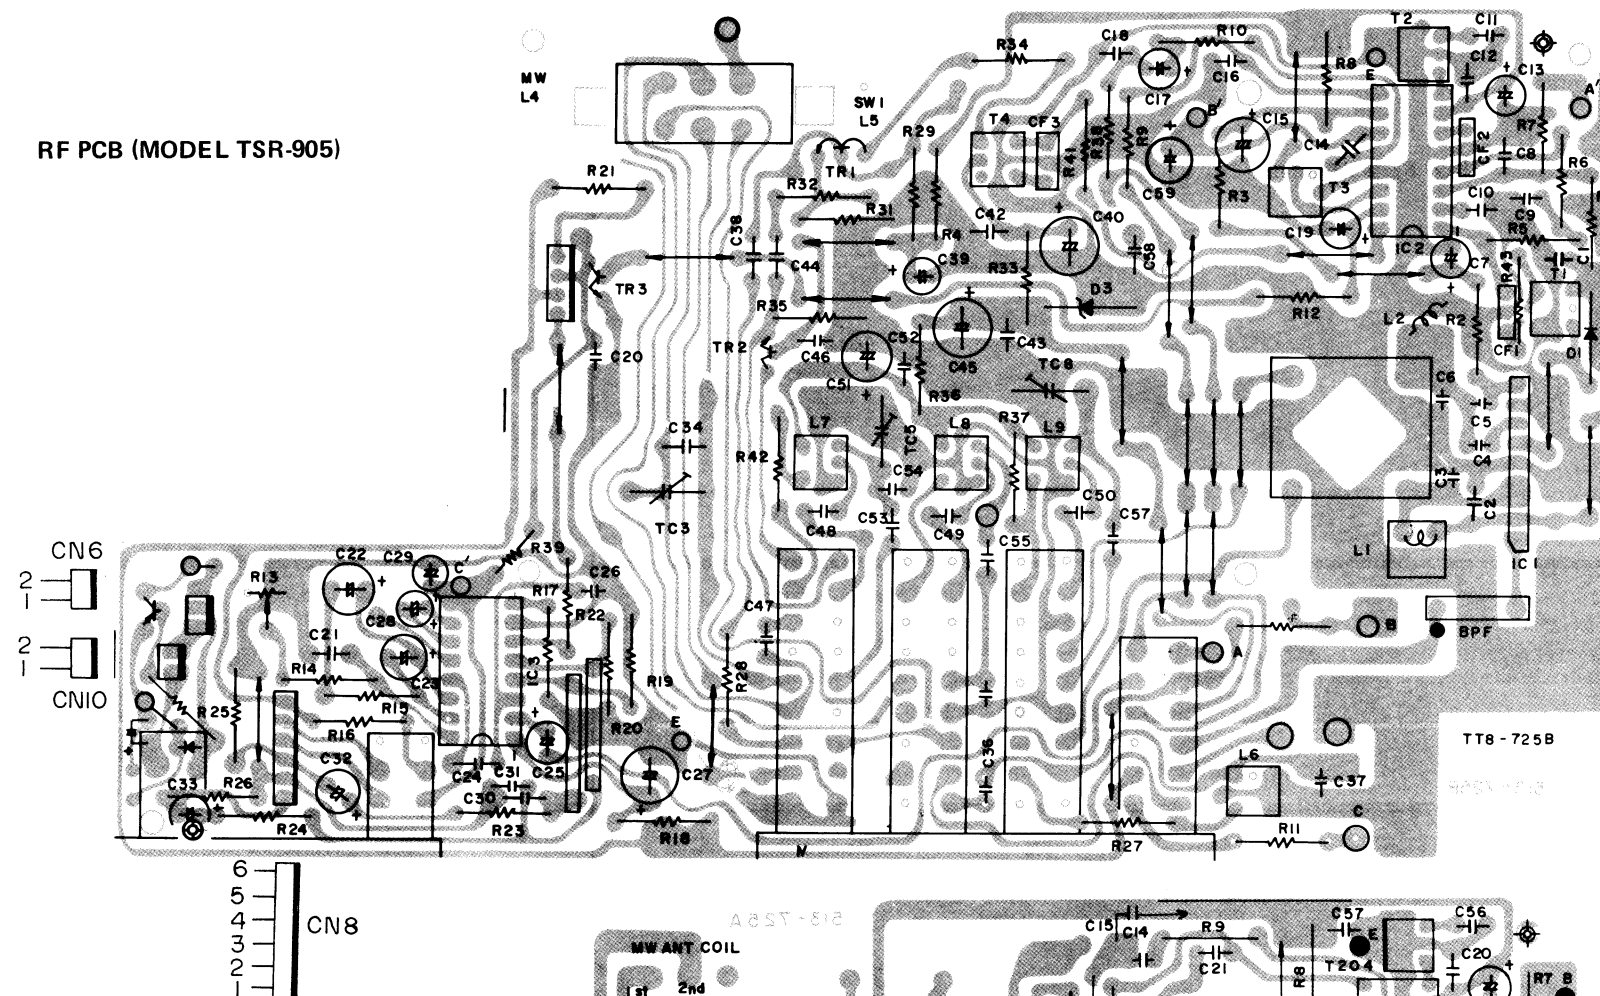 RF PCB (MODEL TSR-905)
MW
L4
SW1
L5
R34
C18
R10
T2
C11
C12
C13
R8
E
C16
C17
B'
C15
C14
A'
R7
CF2
C8
R6
R29
T4
CF3
R41
R38
R9
C59
R3
T3
C10
C9
R5
C1
TR1
R21
R32
R31
R4
C42
C40
C58
C19
IC2
C7
C38
C44
C39
R33
D3
R12
L2
R2
R43
CF1
D1
TR3
R35
TR2
C46
C52
C51
C45
C43
TC8
R36
C20
C6
C5
C4
C3
C2
C34
R42
L7
TC5
L8
R37
L9
C54
C50
C57
TC3
C48
C53
C49
C55
L1
IC1
CN6
2
1
R13
C22
C29
C'
R39
R17
C26
R22
C28
C47
B
BPF
2
1
CN10
C21
R14
C23
IC3
R19
R28
A
R25
R15
R16
R20
E
C32
C24
C31
C25
C27
C36
TT8-725B
L6
C37
513-725B
C33
R26
C30
R24
R23
R18
M
R27
R11
C
6
5
4
3
2
1
CN8
513-725A
MW ANT COIL
1st
2nd
C15
C14
R9
C21
C57
E
T204
C56
C20
R8
R7
B